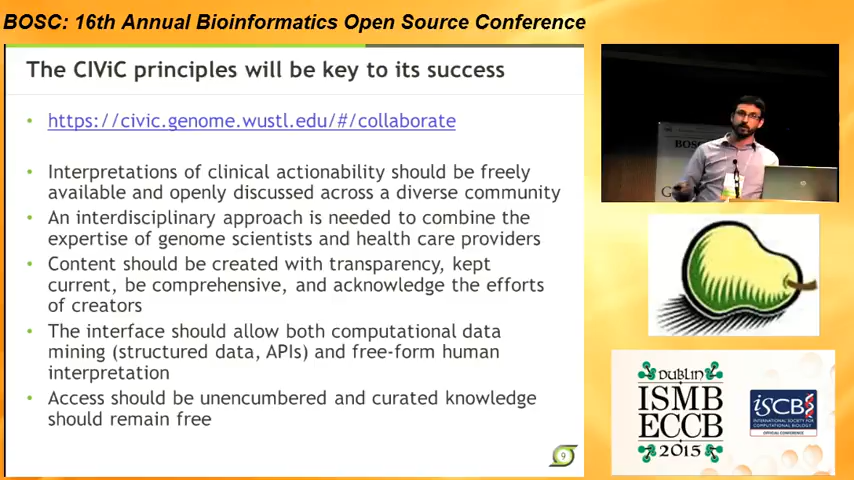 BOSC: 16th Annual Bioinformatics Open Source Conference
The CIViC principles will be key to its success
• https://civic.genome.wustl.edu/#/collaborate
• Interpretations of clinical actionability should be freely
available and openly discussed across a diverse community
• An interdisciplinary approach is needed to combine the
expertise of genome scientists and health care providers
• Content should be created with transparency, kept
current, be comprehensive, and acknowledge the efforts
of creators
• The interface should allow both computational data
mining (structured data, APIs) and free-form human
interpretation
• Access should be unencumbered and curated knowledge
should remain free
9
BOS
DUBLIN
ISMB
ECCB
2015
iSCB
INTERNATIONAL SOCIETY FOR
COMPUTATIONAL BIOLOGY
OFFICIAL CONFERENCE